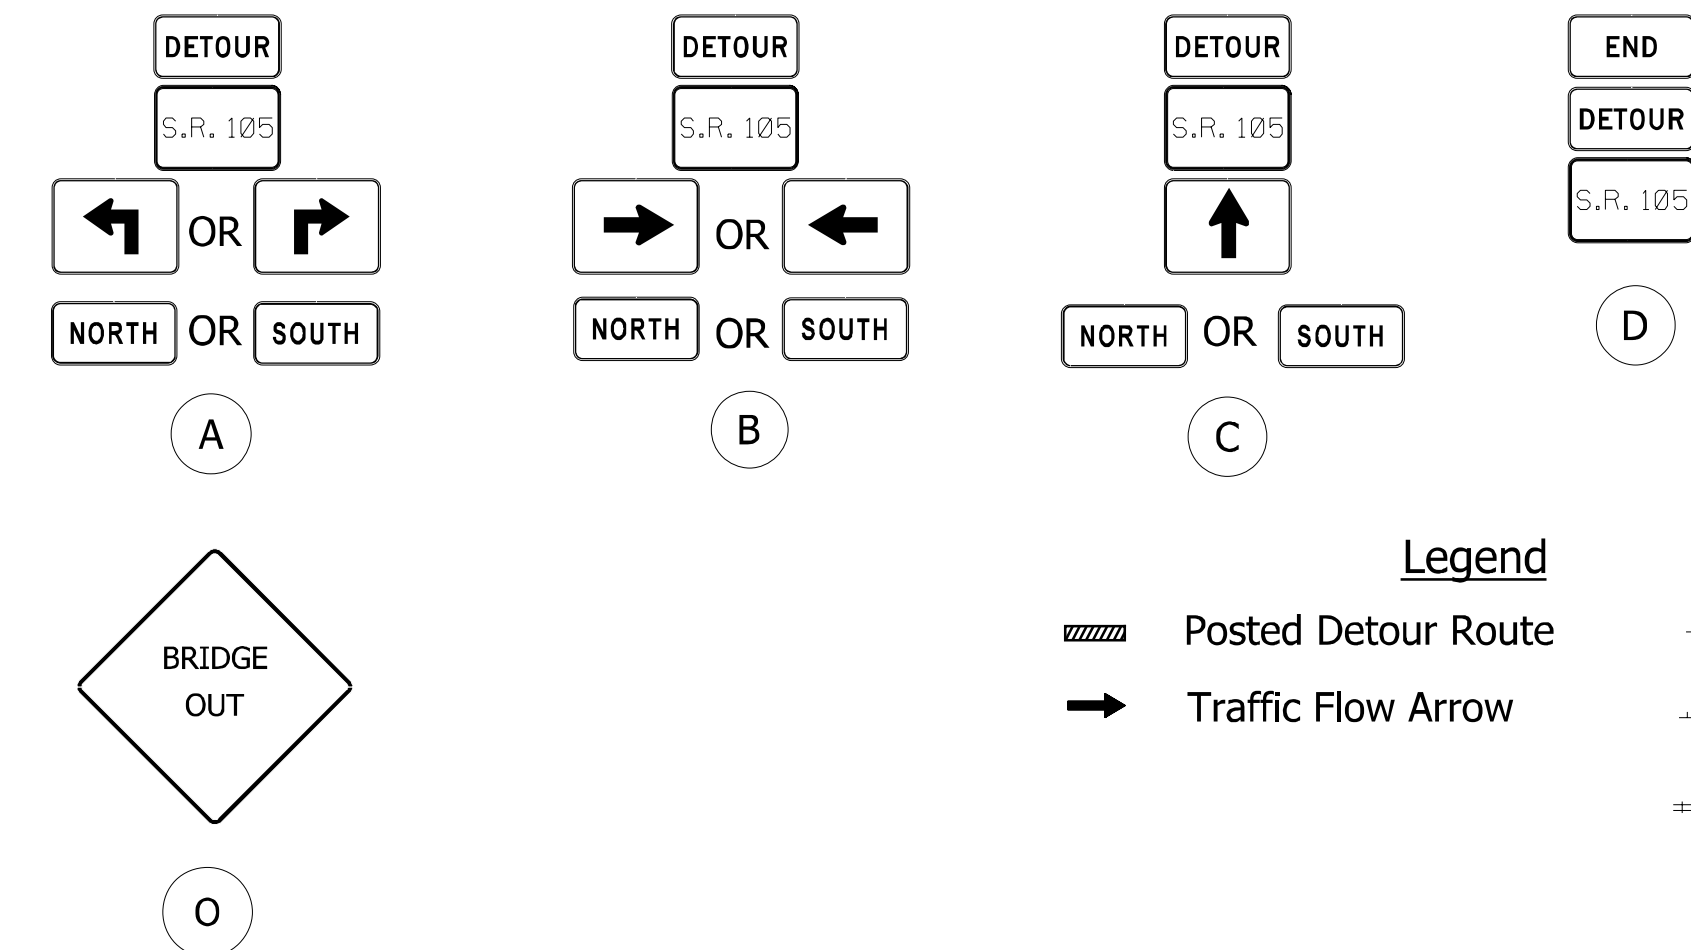 DETOUR
S.R. 105
OR
NORTH OR SOUTH
A
DETOUR
S.R. 105
OR
NORTH OR SOUTH
B
DETOUR
S.R. 105
NORTH OR SOUTH
C
END
DETOUR
S.R. 105
D
BRIDGE
OUT
O
Legend
Posted Detour Route
Traffic Flow Arrow